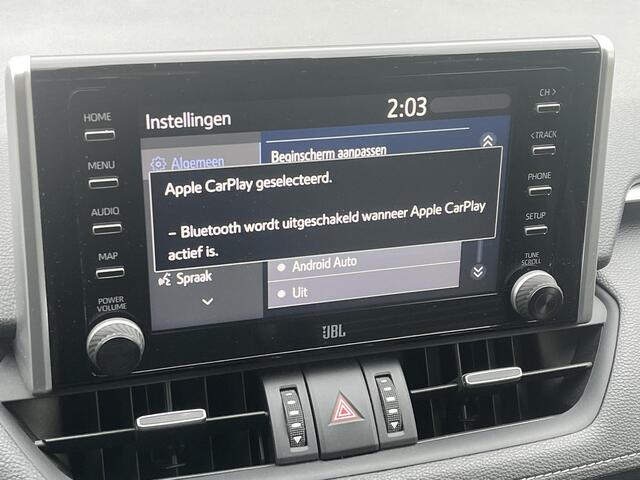 Instellingen 2:03
Algemeen
Beginscherm aanpassen
Apple CarPlay geselecteerd.
– Bluetooth wordt uitgeschakeld wanneer Apple CarPlay
actief is.
Spraak
Android Auto
Uit
HOME
MENU
AUDIO
MAP
POWER
VOLUME
CH >
< TRACK
PHONE
SETUP
TUNE
SCROLL
JBL